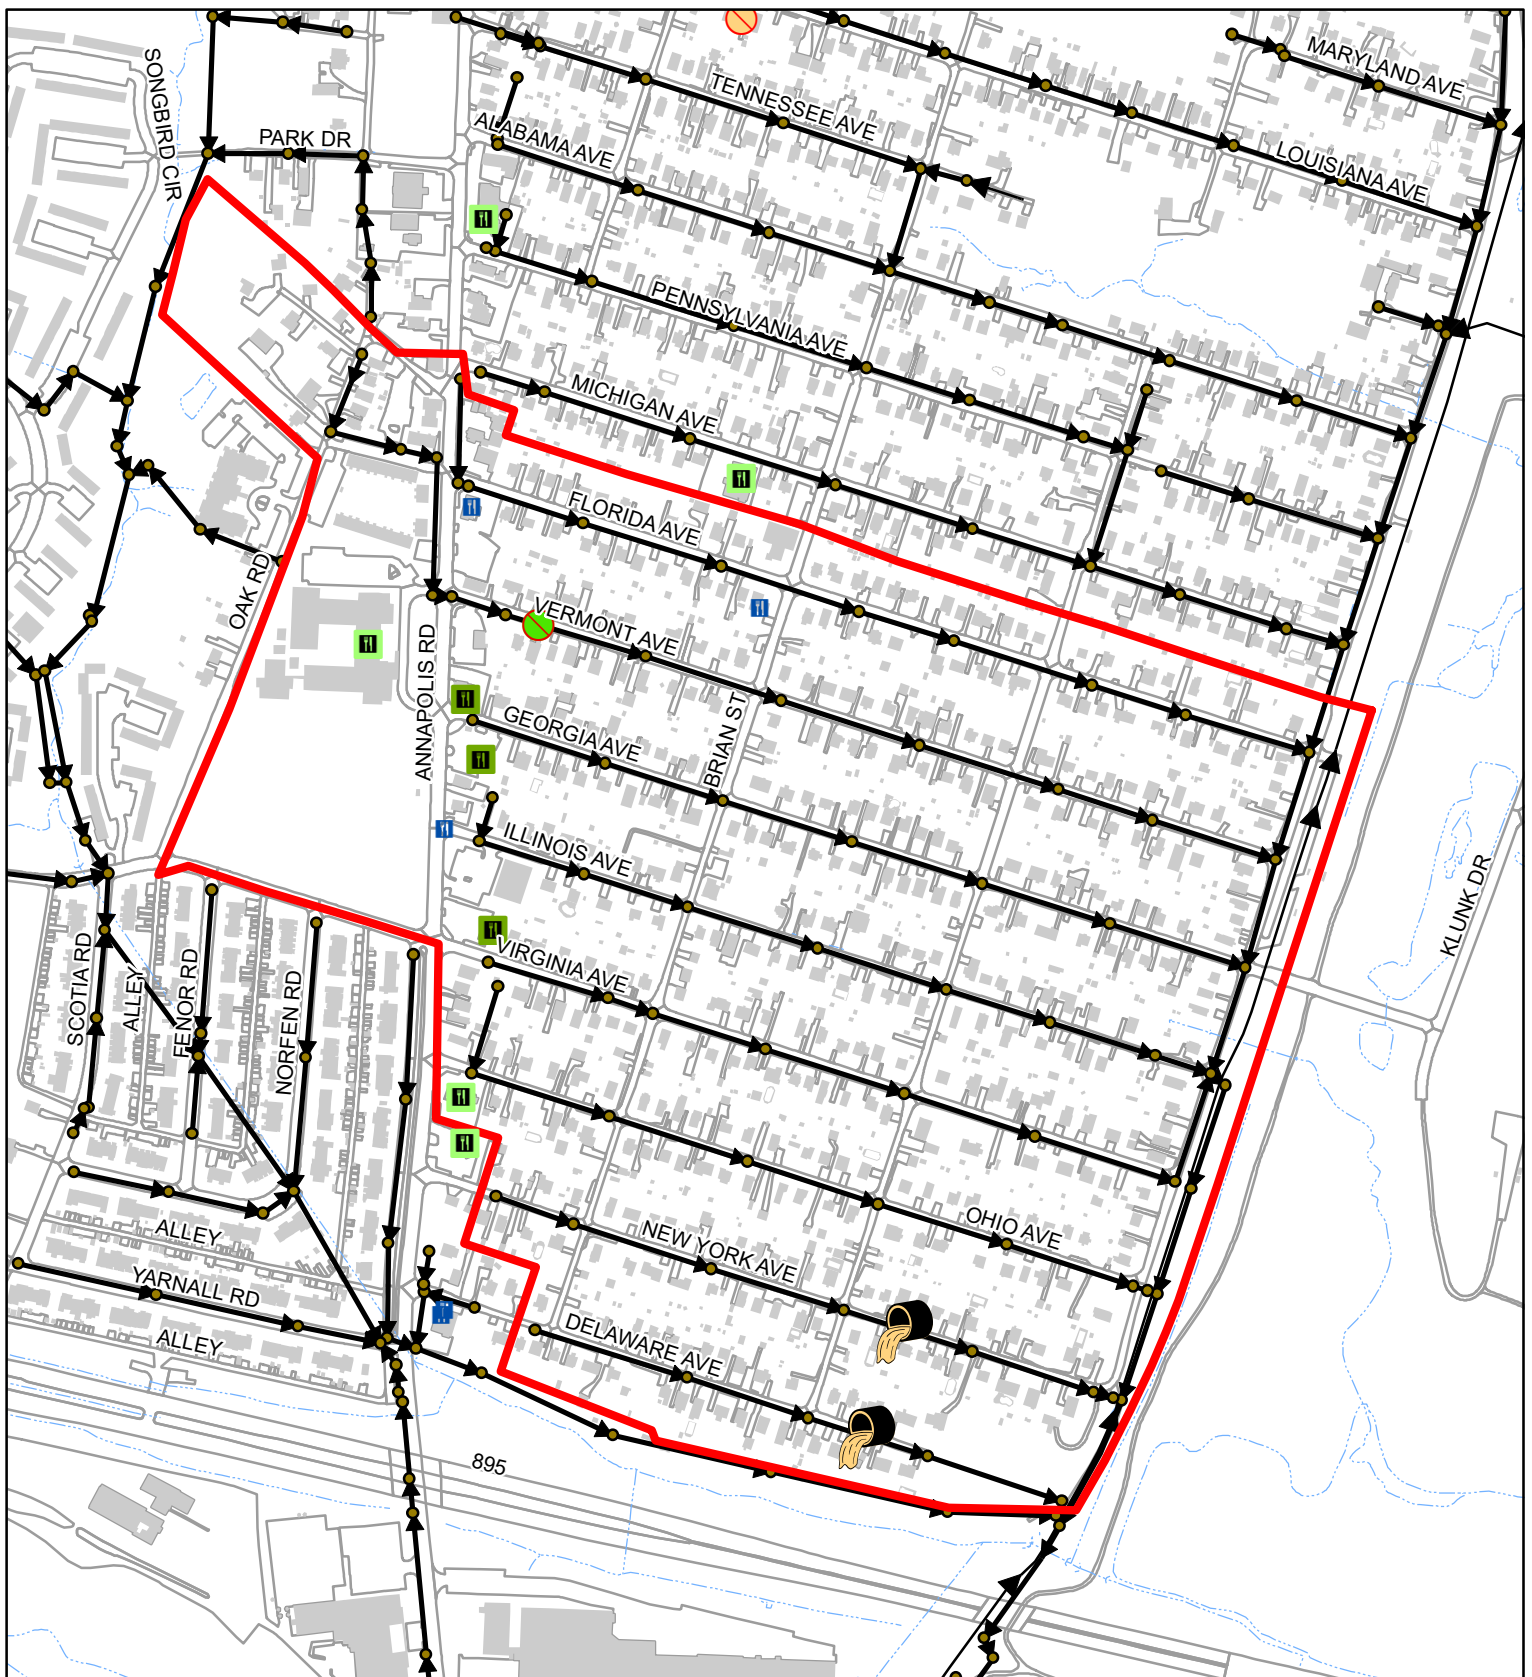 MARYLAND AVE
SONGBIRD CIR
TENNESSEE AVE
PARK DR
ALABAMA AVE
LOUISIANA AVE
PENNSYLVANIA AVE
MICHIGAN AVE
FLORIDA AVE
OAK RD
VERMONT AVE
ANNAPOLIS RD
GEORGIA AVE
BRIAN ST
ILLINOIS AVE
KLUNK DR
VIRGINIA AVE
SCOTIA RD
ALLEY
FENOR RD
NORFEN RD
OHIO AVE
ALLEY
NEW YORK AVE
YARNALL RD
ALLEY
DELAWARE AVE
895